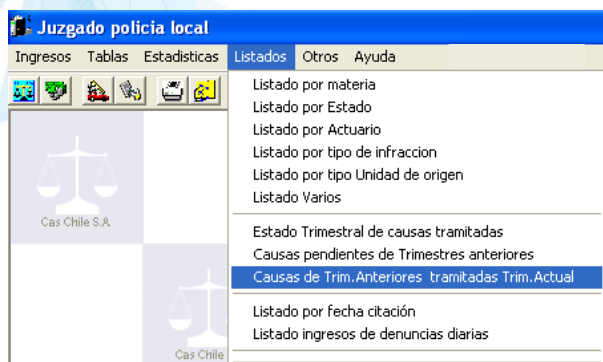 Juzgado policia local
Ingresos Tablas Estadisticas Listados Otros Ayuda
Listado por materia
Listado por Estado
Listado por Actuario
Listado por tipo de infraccion
Listado por tipo Unidad de origen
Listado Varios
Cas Chile S.A.
Estado Trimestral de causas tramitadas
Causas pendientes de Trimestres anteriores
Causas de Trim.Anteriores tramitadas Trim.Actual
Listado por fecha citación
Listado ingresos de denuncias diarias
Cas Chile